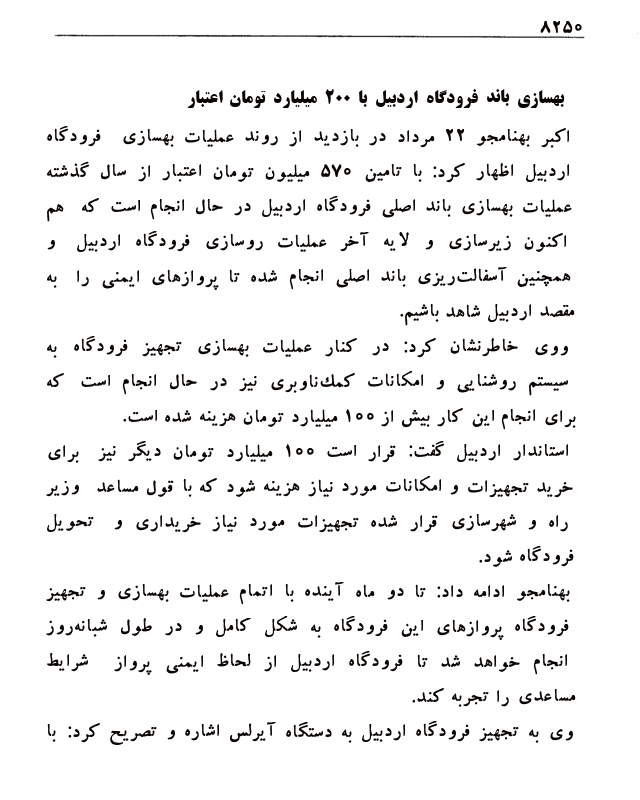 ۸۲۵۰
بهسازی باند فرودگاه اردبیل با ۲۰۰ میلیارد تومان اعتبار
اکبر بهنامجو ۲۲ مرداد در بازدید از روند عملیات بهسازی فرودگاه
اردبیل اظهار کرد: با تامین ۵۷۰ میلیون تومان اعتبار از سال گذشته
عملیات بهسازی باند اصلی فرودگاه اردبیل در حال انجام است که هم
اکنون زیرسازی و لایه آخر عملیات روسازی فرودگاه اردبیل و
همچنین آسفالت‌ریزی باند اصلی انجام شده تا پروازهای ایمنی را به
مقصد اردبیل شاهد باشیم.
ووی خاطرنشان کرد: در کنار عملیات بهسازی تجهیز فرودگاه به
سیستم روشنایی و امکانات کمك‌ناوبری نیز در حال انجام است که
برای انجام این کار بیش از ۱۰۰ میلیارد تومان هزینه شده است.
استاندار اردبیل گفت: قرار است ۱۰۰ میلیارد تومان دیگر نیز برای
خرید تجهیزات و امکانات مورد نیاز هزینه شود که با قول مساعد وزیر
راه و شهرسازی قرار شده تجهیزات مورد نیاز خریداری و تحویل
فرودگاه شود.
بهنامجو ادامه داد: تا دو ماه آینده با اتمام عملیات بهسازی و تجهیز
فرودگاه پروازهای این فرودگاه به شکل کامل و در طول شبانه‌روز
انجام خواهد شد تا فرودگاه اردبیل از لحاظ ایمنی پرواز شرایط
مساعدی را تجربه کند.
وی به تجهیز فرودگاه اردبیل به دستگاه آیرلس اشاره و تصریح کرد: با